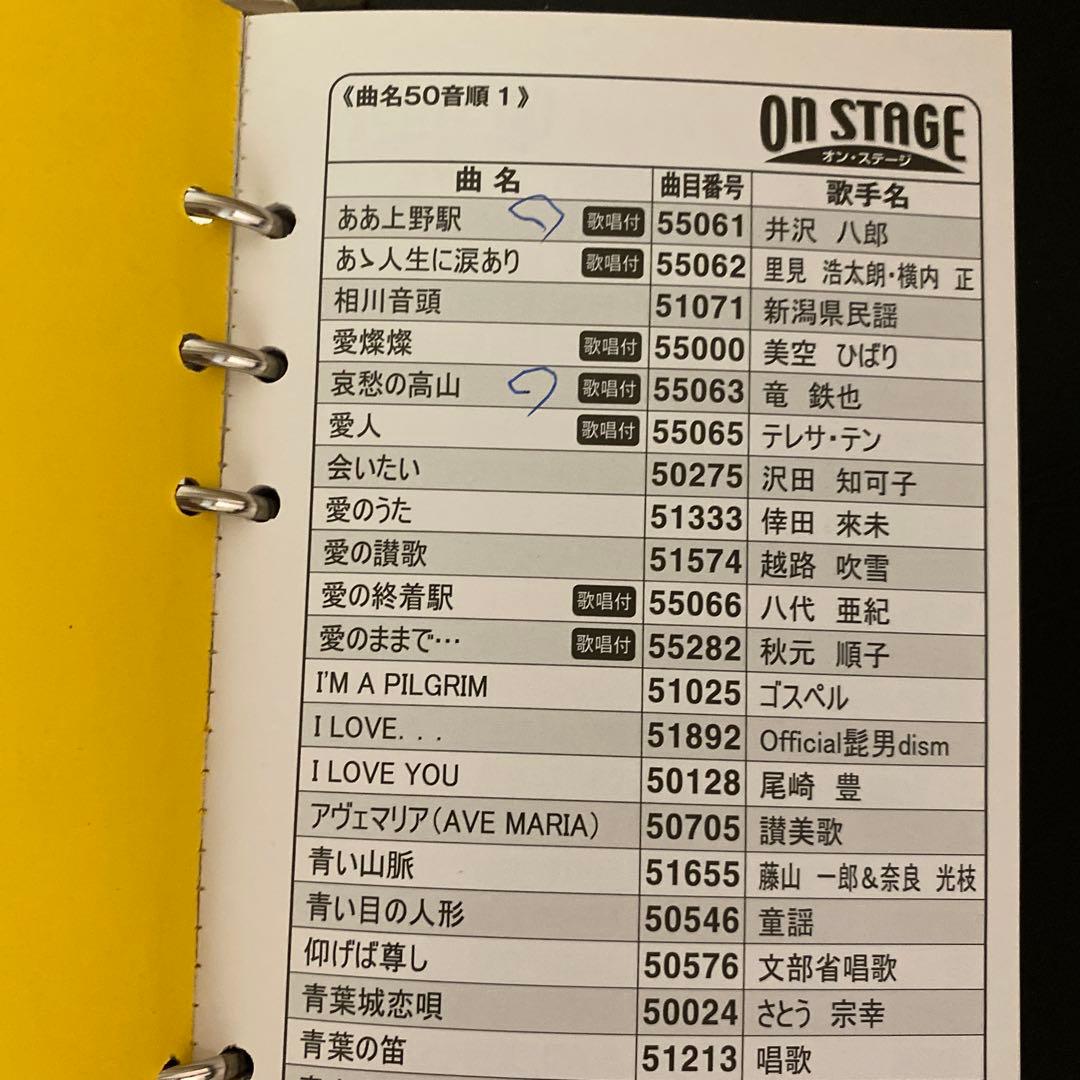 《曲名50音順1》
ON STAGE
オン・ステージ
曲名 曲目番号 歌手名
ああ上野駅 歌唱付 55061 井沢 八郎
あゝ人生に涙あり 歌唱付 55062 里見 浩太朗・横内 正
相川音頭 51071 新潟県民謡
愛燦燦 歌唱付 55000 美空 ひばり
哀愁の高山 歌唱付 55063 竜 鉄也
愛人 歌唱付 55065 テレサ・テン
会いたい 50275 沢田 知可子
愛のうた 51333 倖田 來未
愛の讃歌 51574 越路 吹雪
愛の終着駅 歌唱付 55066 八代 亜紀
愛のままで… 歌唱付 55282 秋元 順子
I'M A PILGRIM 51025 ゴスペル
I LOVE... 51892 Official髭男dism
I LOVE YOU 50128 尾崎 豊
アヴェマリア(AVE MARIA) 50705 讃美歌
青い山脈 51655 藤山 一郎&奈良 光枝
青い目の人形 50546 童謡
仰げば尊し 50576 文部省唱歌
青葉城恋唄 50024 さとう 宗幸
青葉の笛 51213 唱歌